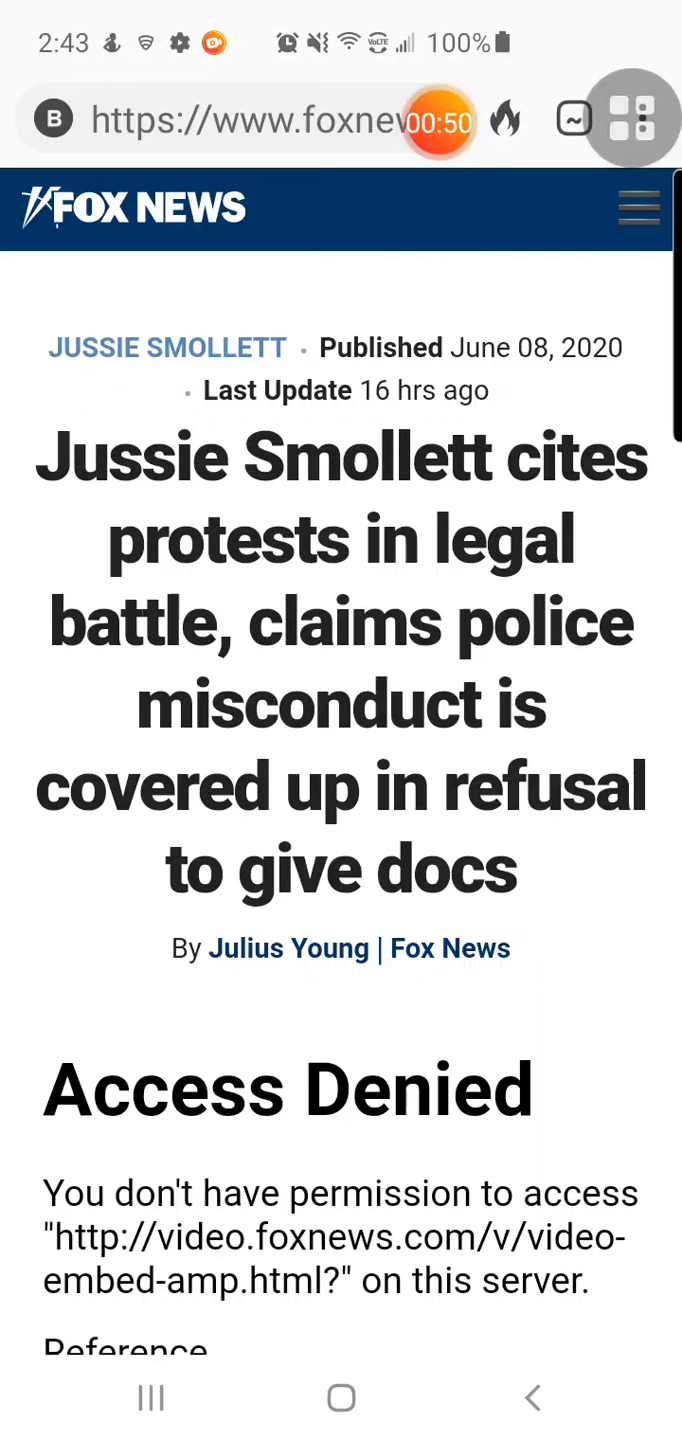 2:43 VoLTE 100%
B https://www.foxnew 00:50
FOX NEWS
JUSSIE SMOLLETT · Published June 08, 2020
· Last Update 16 hrs ago
Jussie Smollett cites
protests in legal
battle, claims police
misconduct is
covered up in refusal
to give docs
By Julius Young | Fox News
Access Denied
You don't have permission to access
"http://video.foxnews.com/v/video-
embed-amp.html?" on this server.
Reference